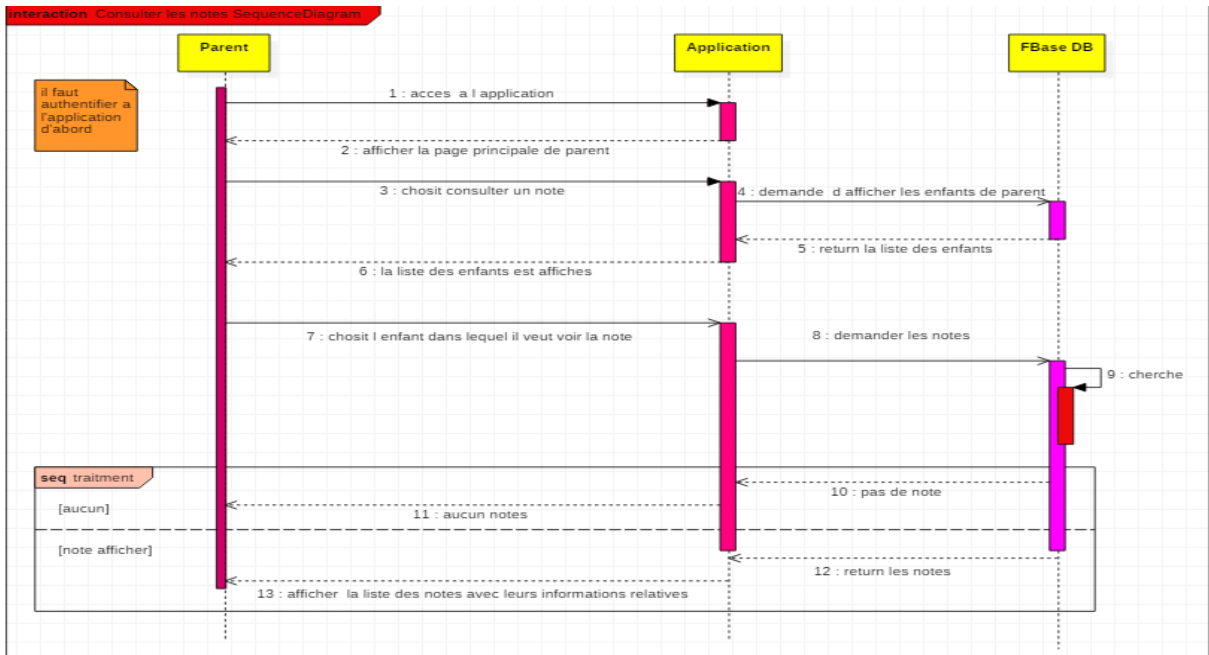 interaction Consulter les notes SequenceDiagram
Parent
Application
FBase DB
il faut
authentifier a
l'application
d'abord
1 : acces a l application
2 : afficher la page principale de parent
3 : chosit consulter un note
4 : demande d afficher les enfants de parent
5 : return la liste des enfants
6 : la liste des enfants est affiches
7 : chosit l enfant dans lequel il veut voir la note
8 : demander les notes
9 : cherche
seq traitment
10 : pas de note
[aucun]
11 : aucun notes
[note afficher]
12 : return les notes
13 : afficher la liste des notes avec leurs informations relatives